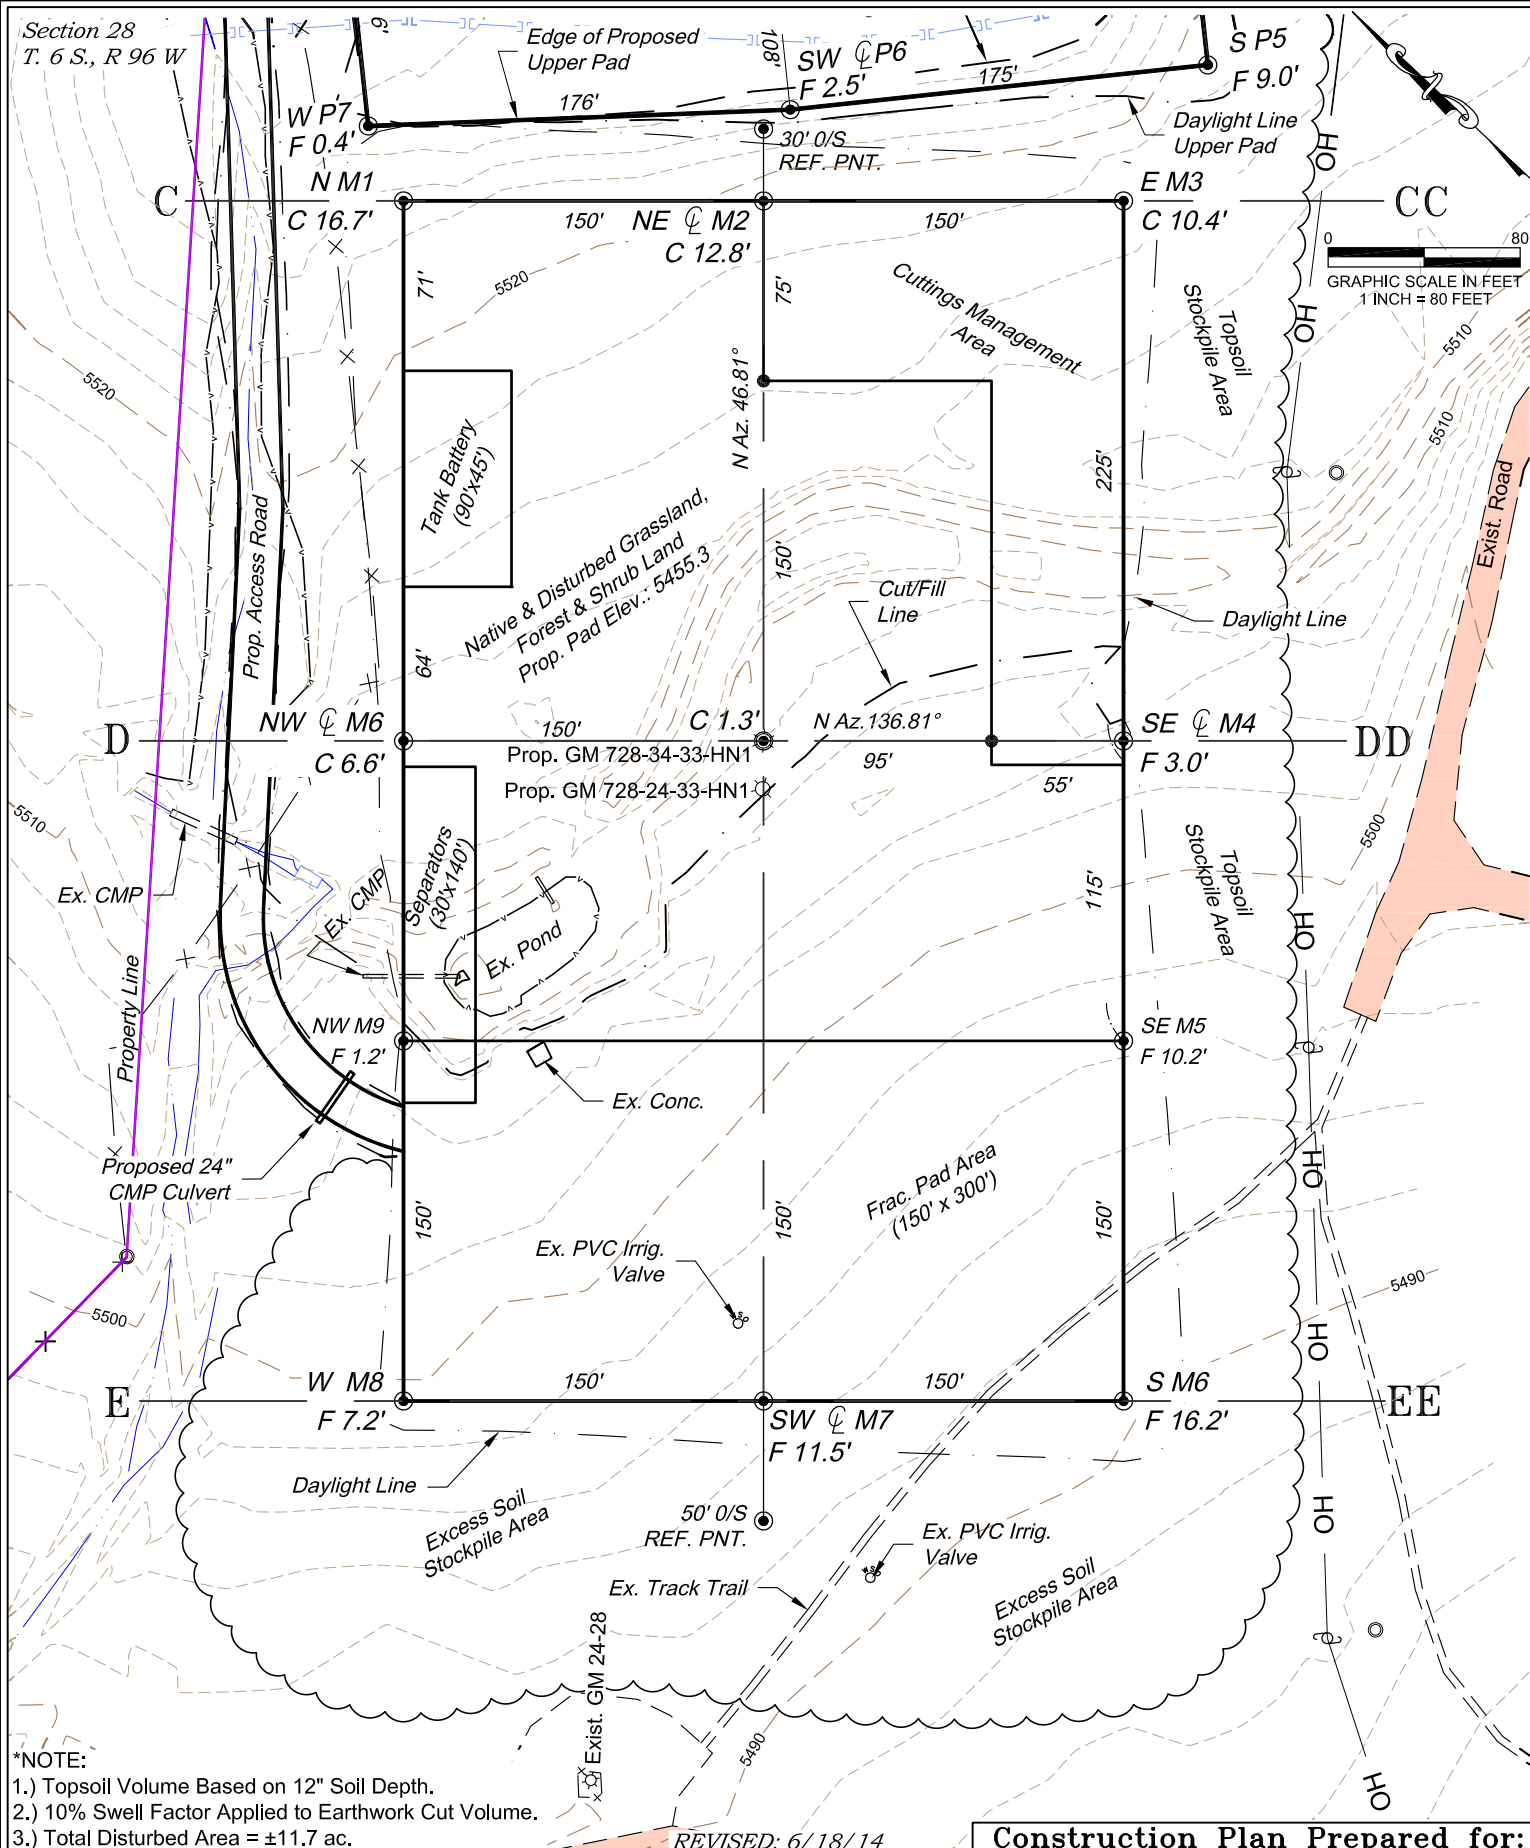 Section 28
T. 6 S., R 96 W
6'
Edge of Proposed
Upper Pad
108'
SW ℄ P6
F 2.5'
S P5
F 9.0'
176'
175'
W P7
F 0.4'
30' 0/S
REF. PNT.
Daylight Line
Upper Pad
HO
C
N M1
C 16.7'
150'
NE ℄ M2
C 12.8'
150'
E M3
C 10.4'
CC
0
80
GRAPHIC SCALE IN FEET
1 INCH = 80 FEET
71'
5520
75'
Cuttings Management
Area
Topsoil
Stockpile Area
HO
5510
5520
N Az. 46.81°
5510
Tank Battery
(90'x45')
225'
Exist. Road
Prop. Access Road
Native & Disturbed Grassland,
Forest & Shrub Land
Prop. Pad Elev.: 5455.3
150'
Cut/Fill
Line
Daylight Line
64'
D
NW ℄ M6
C 6.6'
150'
C 1.3'
N Az.136.81°
SE ℄ M4
F 3.0'
DD
Prop. GM 728-34-33-HN1
95'
Prop. GM 728-24-33-HN1
55'
5510
5500
Separators
(30'x140')
Topsoil
Stockpile Area
Ex. CMP
Ex. CMP
115'
HO
Ex. Pond
Property Line
NW M9
F 1.2'
SE M5
F 10.2'
Ex. Conc.
Proposed 24"
CMP Culvert
Frac. Pad Area
(150' x 300')
HO
150'
150'
150'
Ex. PVC Irrig.
Valve
5500
5490
HO
E
W M8
F 7.2'
150'
SW ℄ M7
F 11.5'
150'
S M6
F 16.2'
EE
Daylight Line
Excess Soil
Stockpile Area
50' 0/S
REF. PNT.
HO
Ex. PVC Irrig.
Valve
Ex. Track Trail
Excess Soil
Stockpile Area
Exist. GM 24-28
5490
HO
*NOTE:
1.) Topsoil Volume Based on 12" Soil Depth.
2.) 10% Swell Factor Applied to Earthwork Cut Volume.
3.) Total Disturbed Area = ±11.7 ac.
REVISED: 6/18/14
Construction Plan Prepared for: